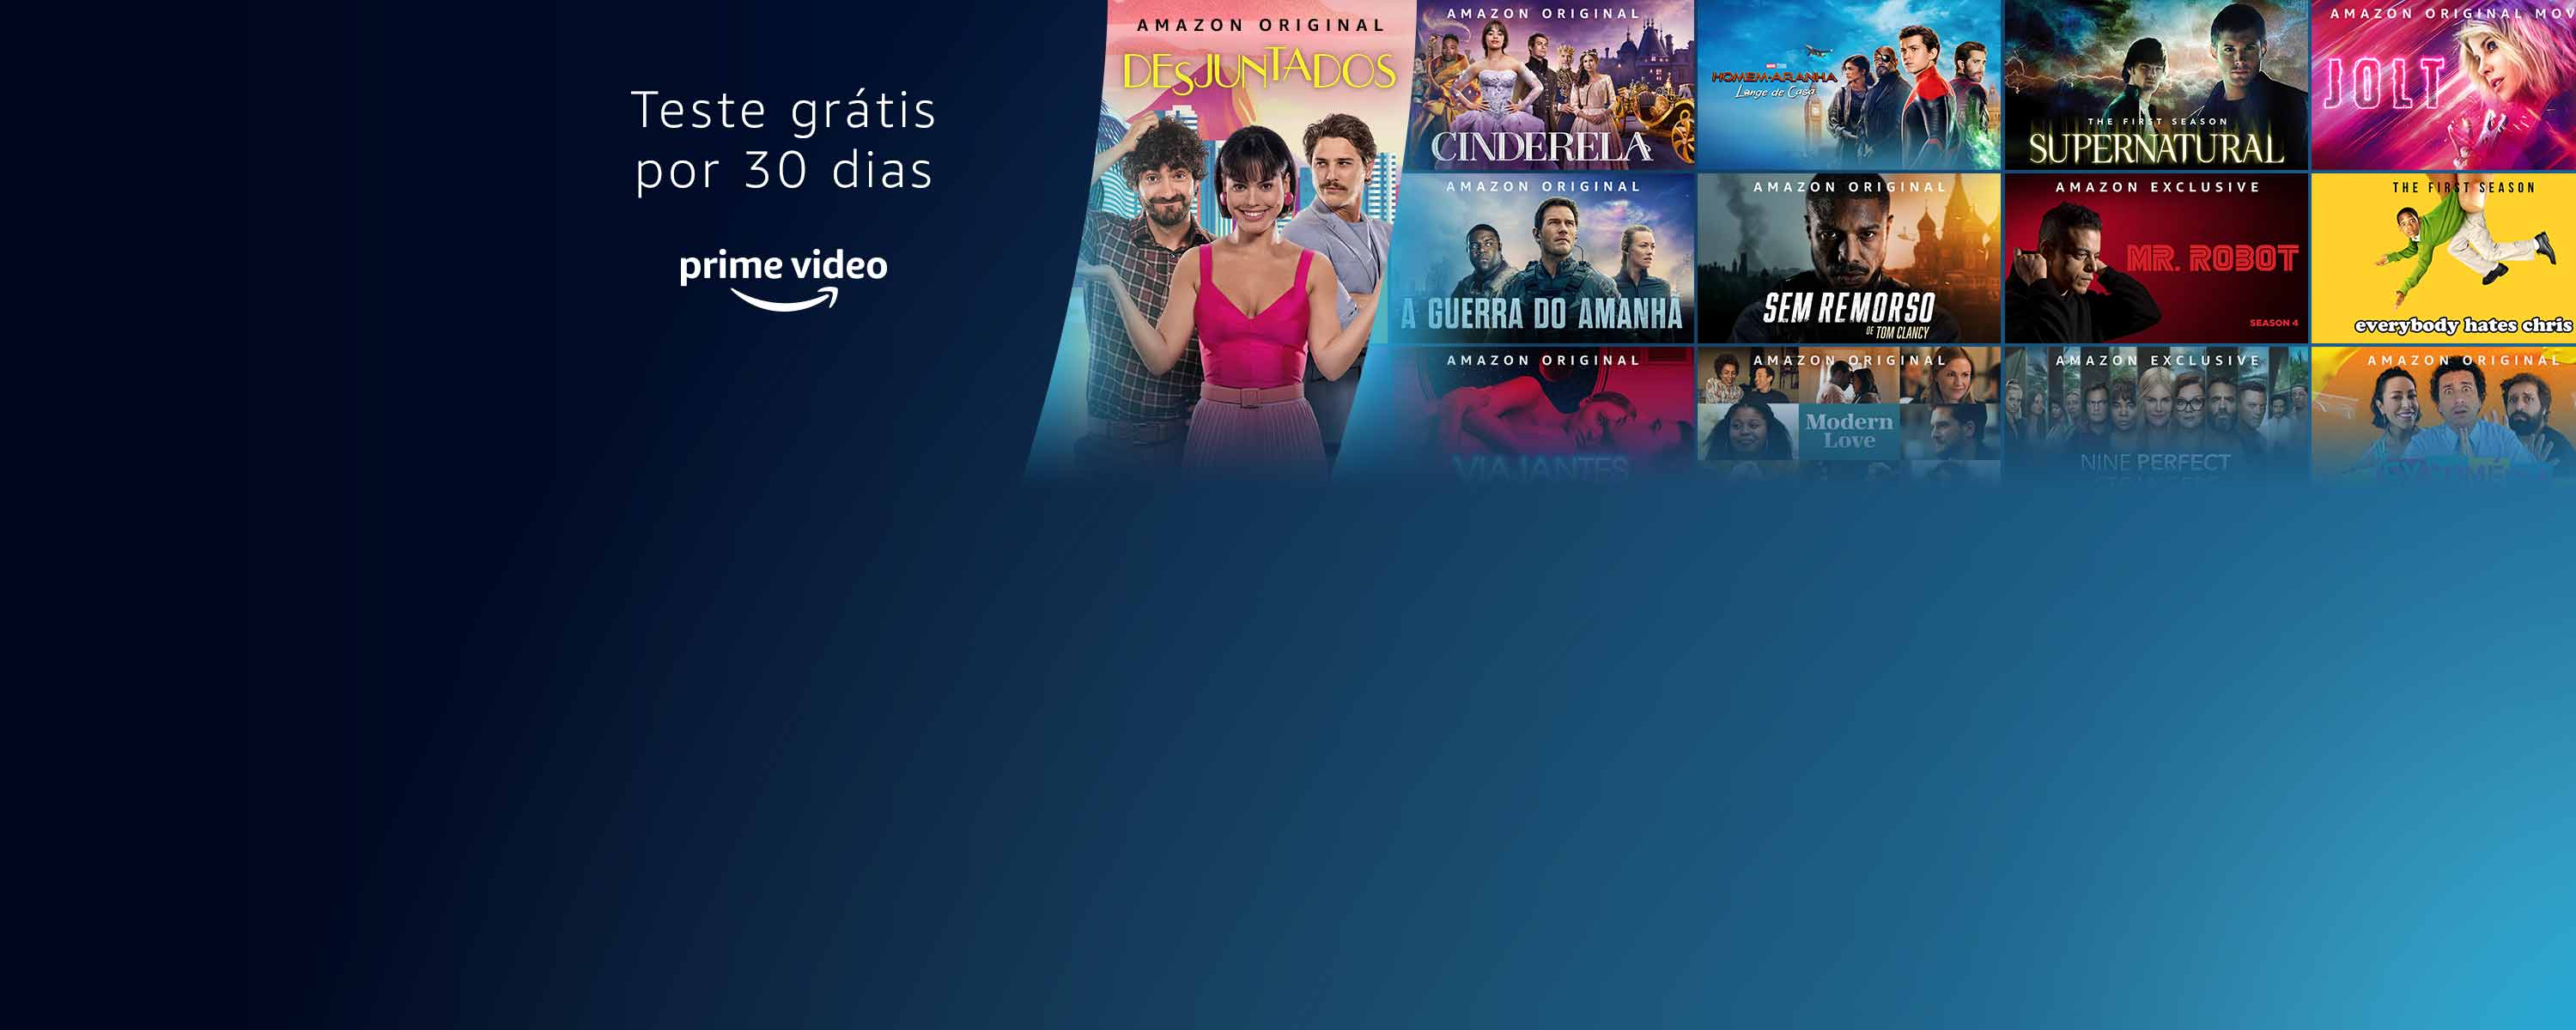 Teste grátis
por 30 dias
prime video
AMAZON ORIGINAL
DESJUNTADOS
AMAZON ORIGINAL
CINDERELA
HOMEM-ARANHA
Longe de Casa
THE FIRST SEASON
SUPERNATURAL
AMAZON ORIGINAL MOV
JOLT
AMAZON ORIGINAL
A GUERRA DO AMANHÃ
AMAZON ORIGINAL
SEM REMORSO
DE TOM CLANCY
AMAZON EXCLUSIVE
MR. ROBOT
SEASON 4
THE FIRST SEASON
everybody hates chris
AMAZON ORIGINAL
VIAJANTES
AMAZON ORIGINAL
Modern
Love
AMAZON EXCLUSIVE
NINE PERFECT
AMAZON ORIGINAL